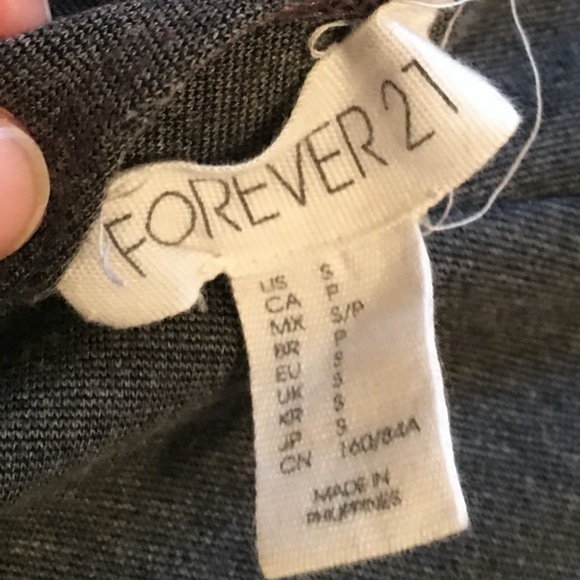 FOREVER 21
US S
CA P
MX S/P
BR P
EU S
UK S
KR S
JP S
CN 160/84A
MADE IN
PHILIPPINES